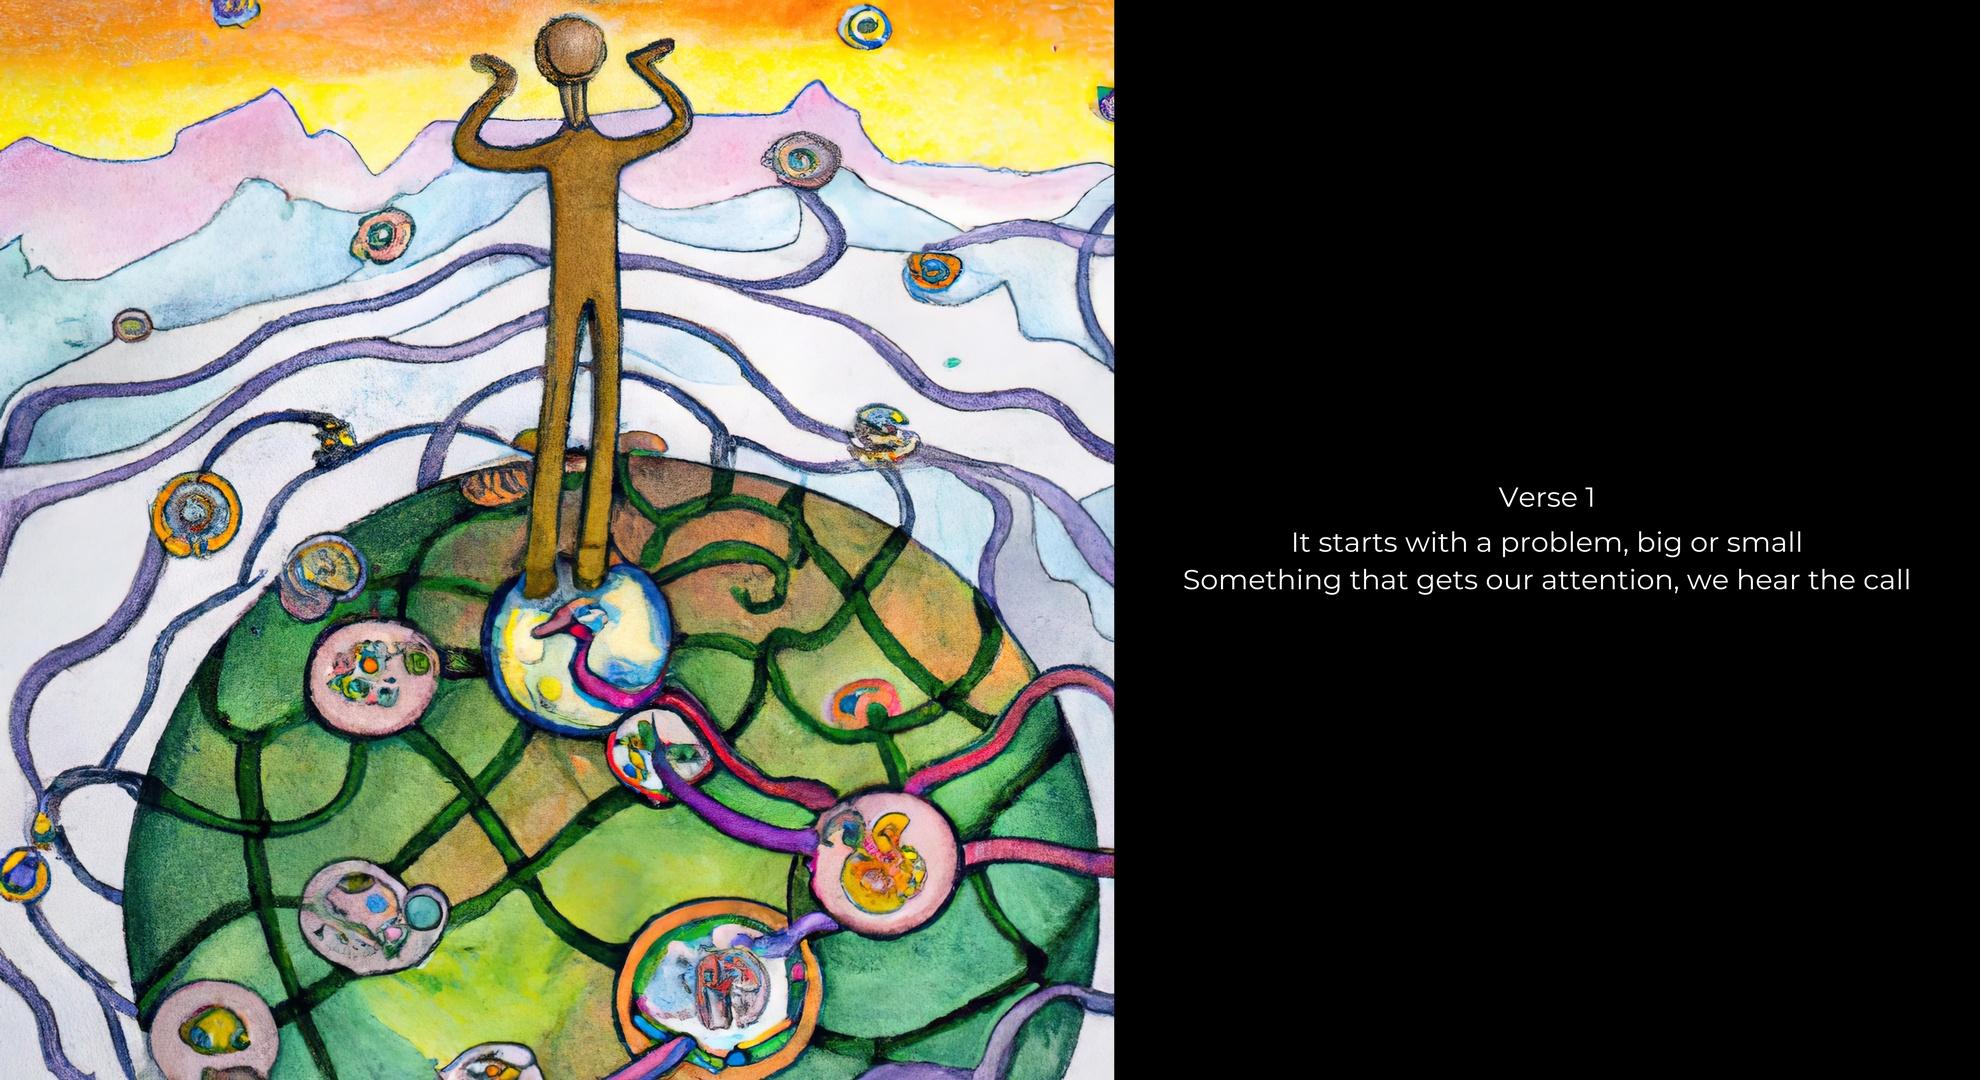 Verse 1
It starts with a problem, big or small
Something that gets our attention, we hear the call